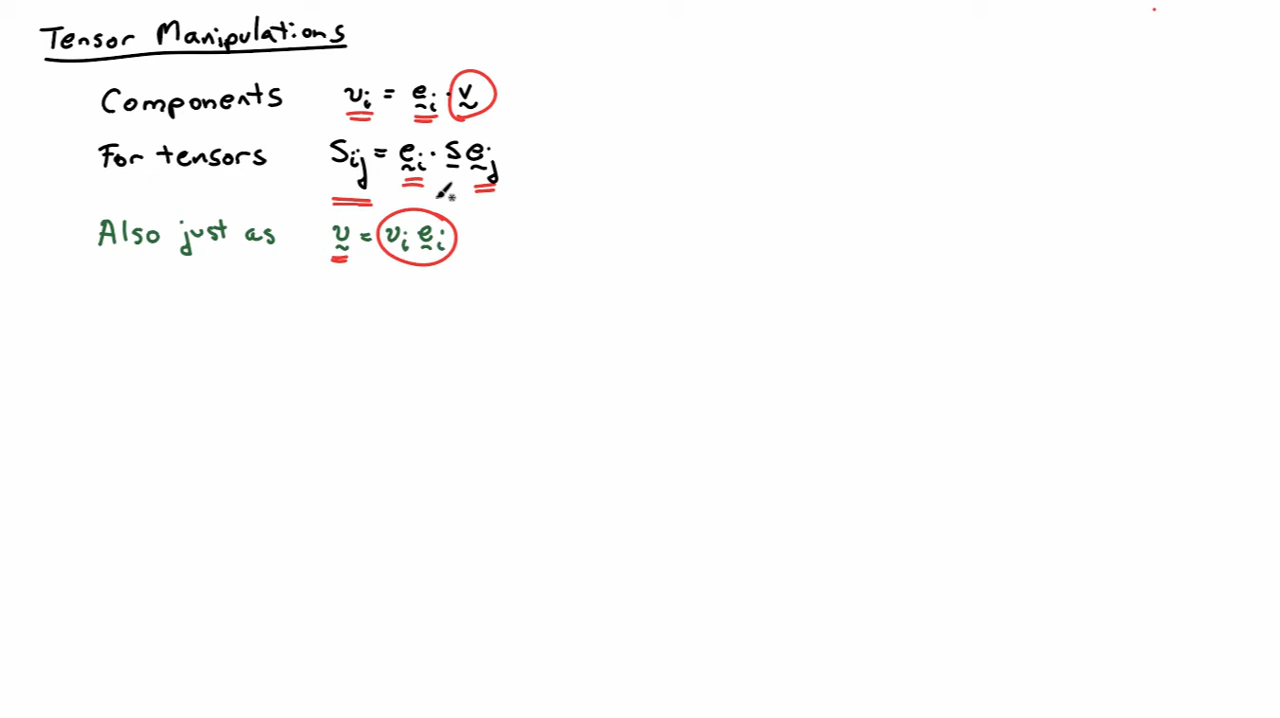 Tensor Manipulations
Components v_i = e_i · v
For tensors S_ij = e_i · S e_j
Also just as v = v_i e_i